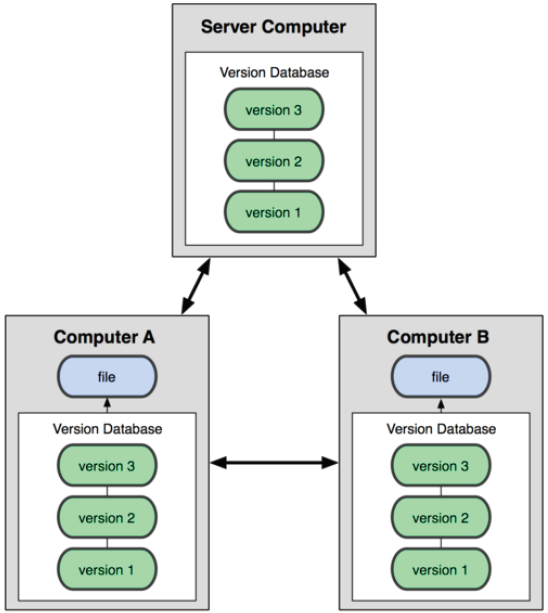 Server Computer
Version Database
version 3
version 2
version 1
Computer A
file
Version Database
version 3
version 2
version 1
Computer B
file
Version Database
version 3
version 2
version 1